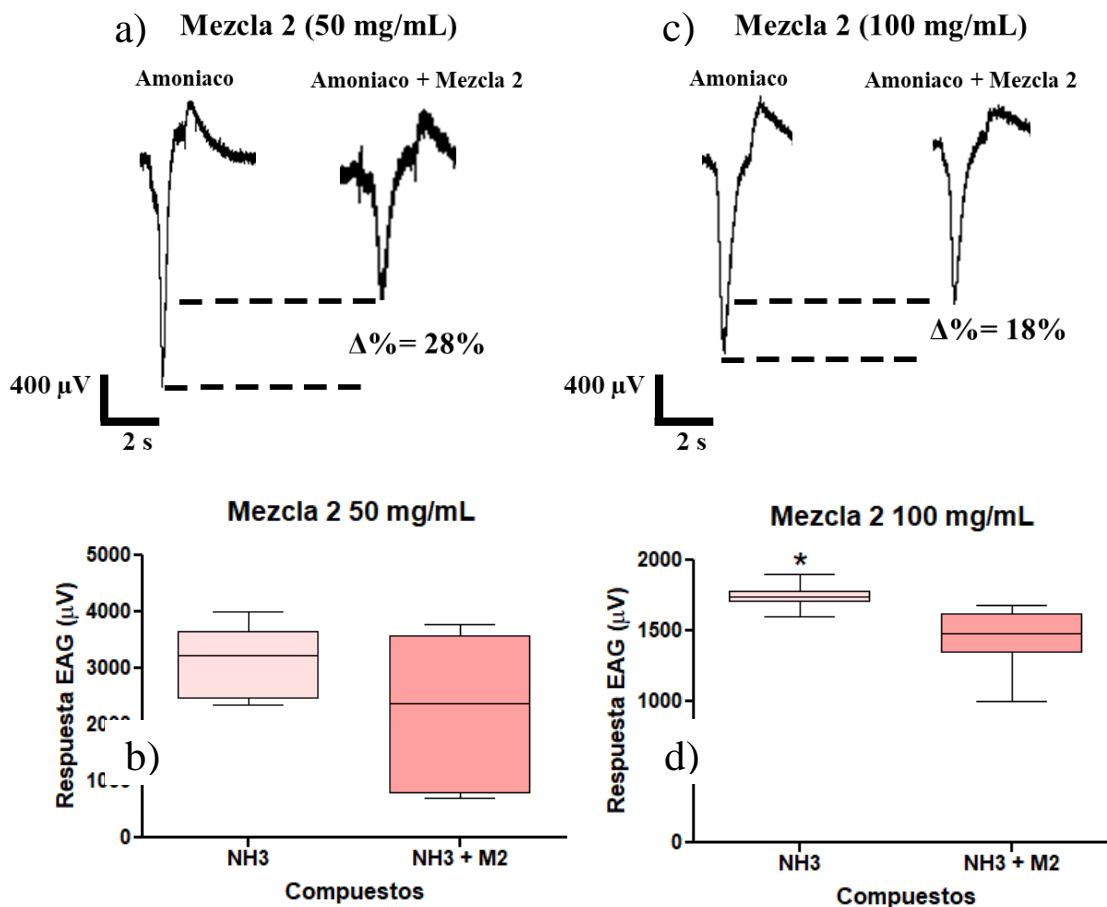 a) Mezcla 2 (50 mg/mL)
Amoniaco
Amoniaco + Mezcla 2
Δ%= 28%
400 µV
2 s
c) Mezcla 2 (100 mg/mL)
Amoniaco
Amoniaco + Mezcla 2
Δ%= 18%
400 µV
2 s
Mezcla 2 50 mg/mL
Respuesta EAG (µV)
5000
4000
3000
2000
b)
1000
0
NH3
NH3 + M2
Compuestos
Mezcla 2 100 mg/mL
Respuesta EAG (µV)
2000
*
1500
1000
d)
0
NH3
NH3 + M2
Compuestos